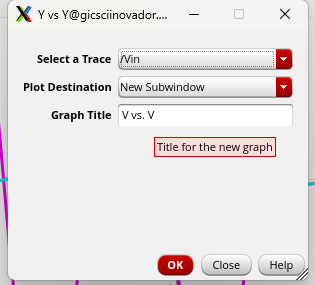 Y vs Y@gicsciinovador....
Select a Trace /Vin
Plot Destination New Subwindow
Graph Title V vs. V
Title for the new graph
OK Close Help